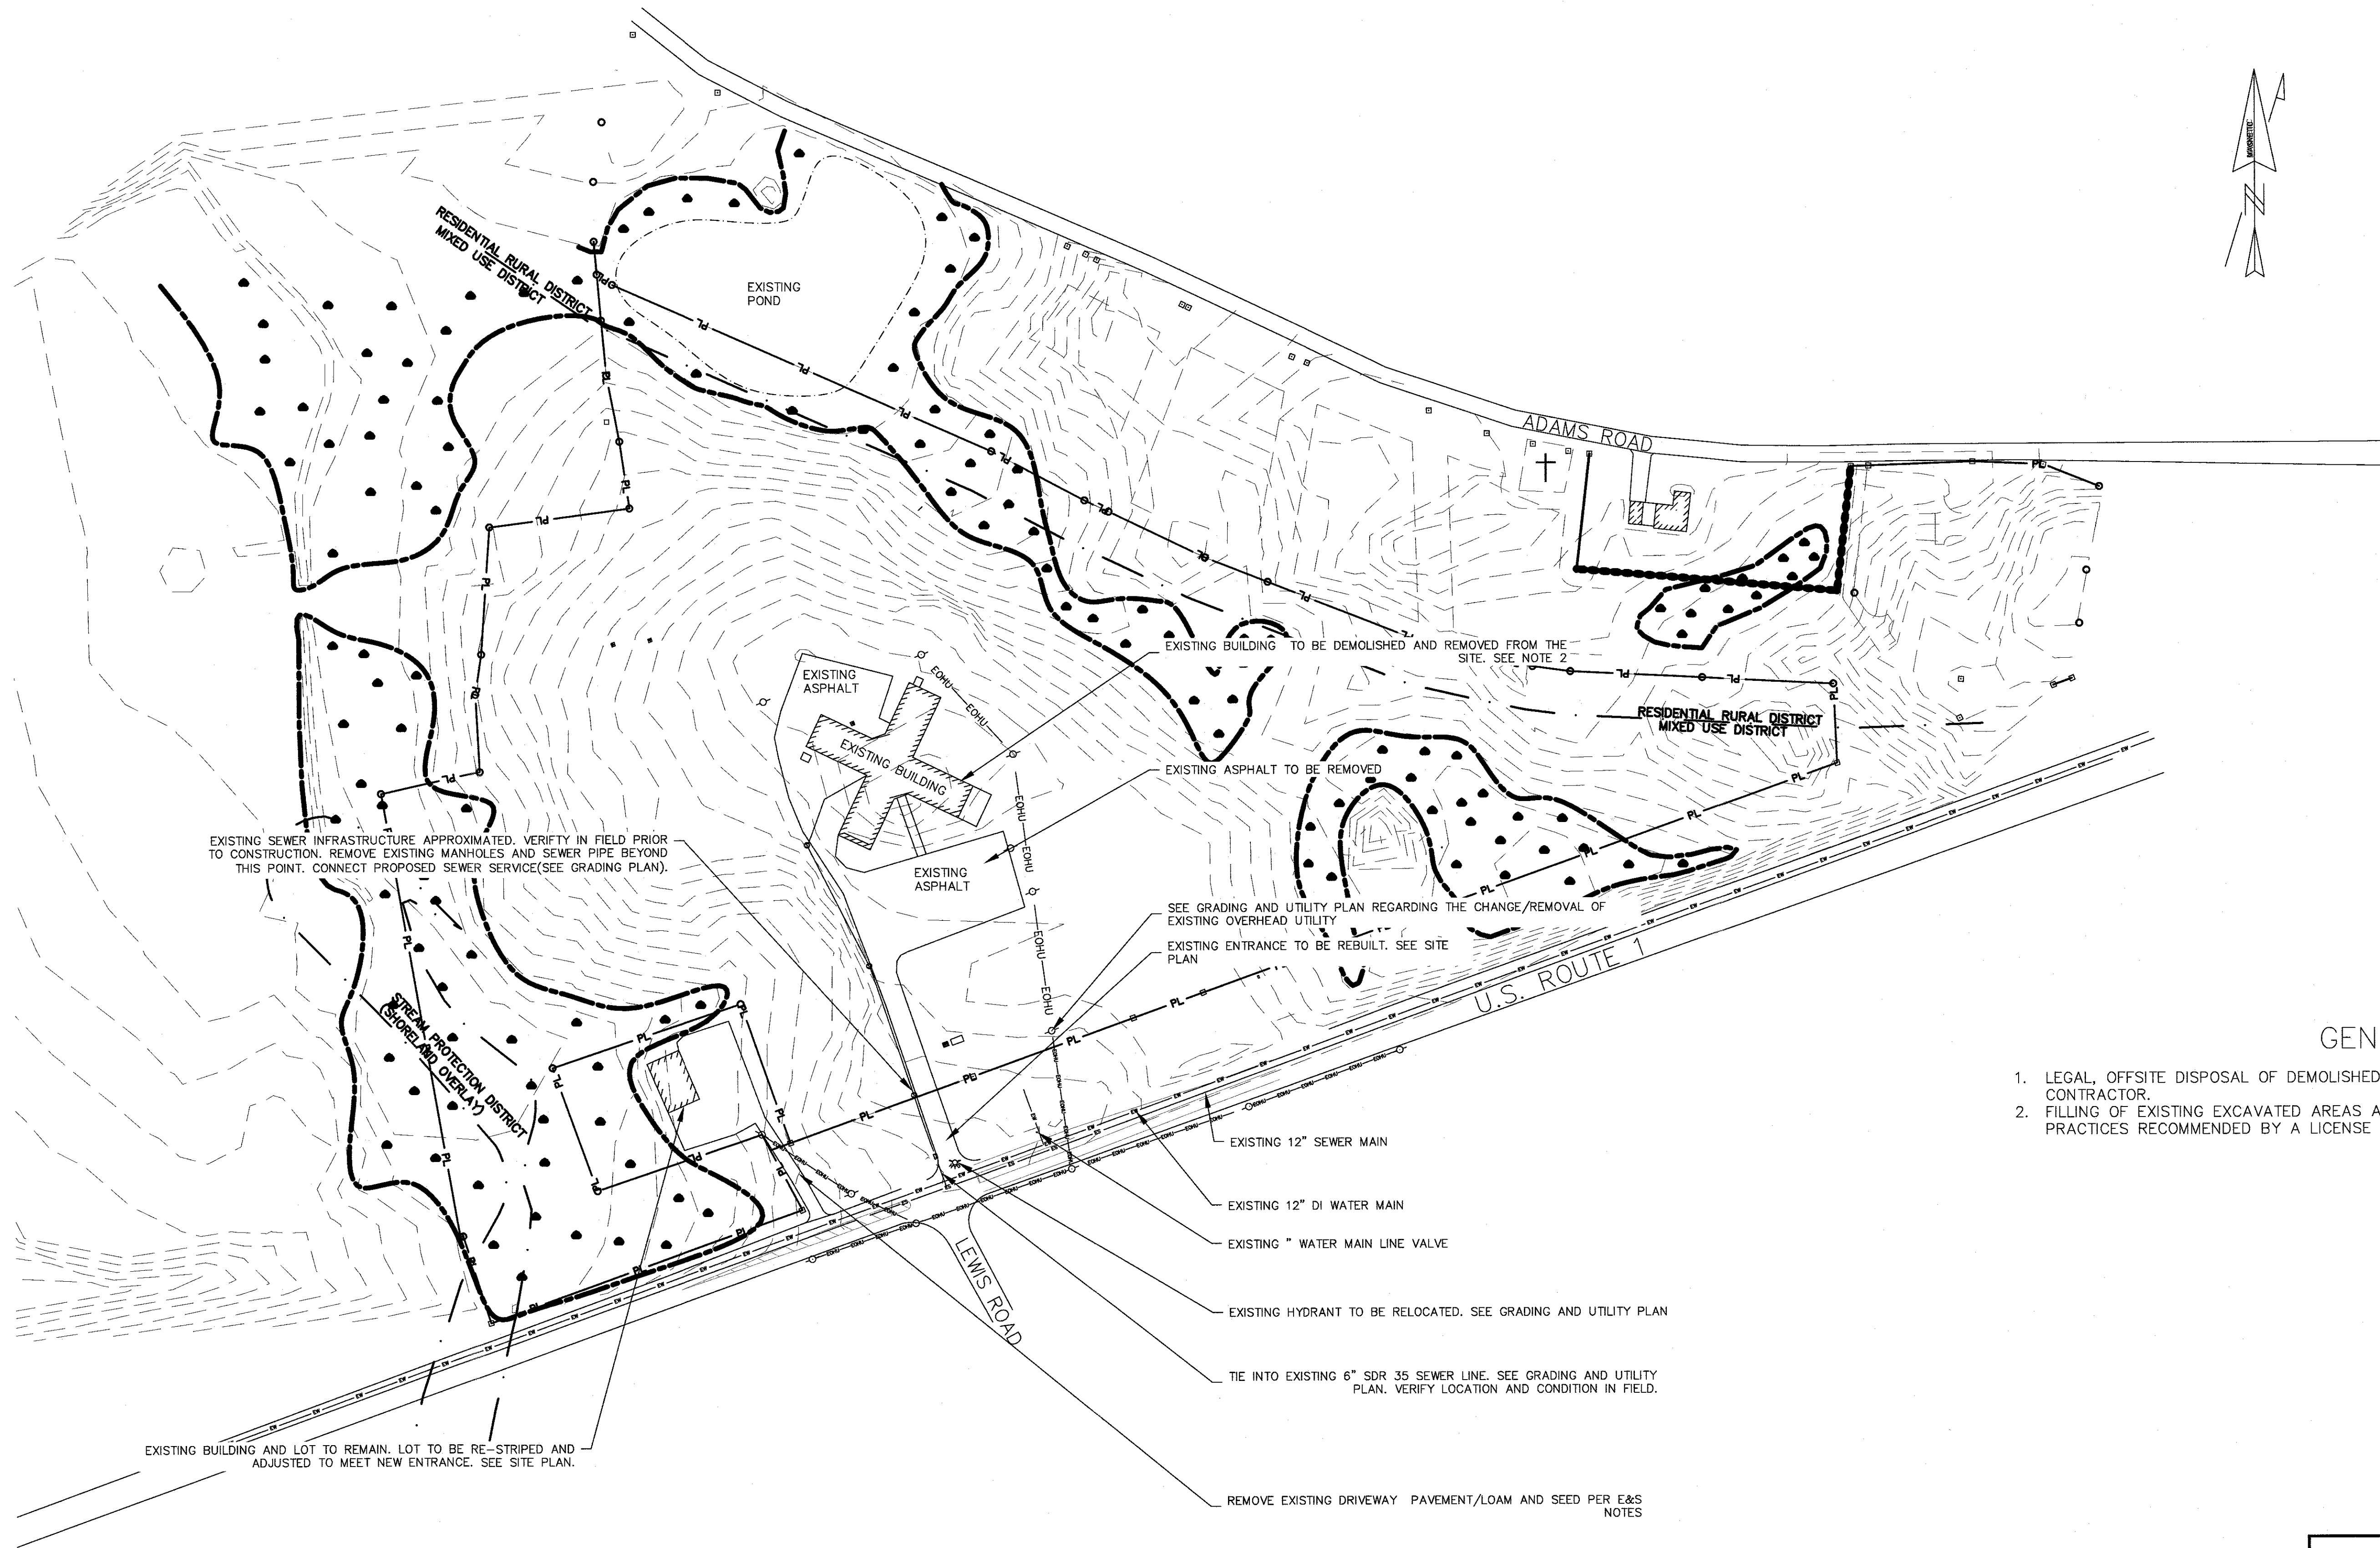 MAGNETIC
N
RESIDENTIAL RURAL DISTRICT
MIXED USE DISTRICT
EXISTING
POND
ADAMS ROAD
EXISTING BUILDING TO BE DEMOLISHED AND REMOVED FROM THE
SITE. SEE NOTE 2
EXISTING
ASPHALT
EOHU
EOHU
EXISTING BUILDING
EXISTING BUILDING
RESIDENTIAL RURAL DISTRICT
MIXED USE DISTRICT
EXISTING ASPHALT TO BE REMOVED
EOHU
EOHU
EXISTING SEWER INFRASTRUCTURE APPROXIMATED. VERIFTY IN FIELD PRIOR
TO CONSTRUCTION. REMOVE EXISTING MANHOLES AND SEWER PIPE BEYOND
THIS POINT. CONNECT PROPOSED SEWER SERVICE(SEE GRADING PLAN).
EXISTING
ASPHALT
SEE GRADING AND UTILITY PLAN REGARDING THE CHANGE/REMOVAL OF
EXISTING OVERHEAD UTILITY
EXISTING ENTRANCE TO BE REBUILT. SEE SITE
PLAN
EOHU
EOHU
U.S. ROUTE 1
STREAM PROTECTION DISTRICT
(SHORELAND OVERLAY)
GEN
1. LEGAL, OFFSITE DISPOSAL OF DEMOLISHED
CONTRACTOR.
2. FILLING OF EXISTING EXCAVATED AREAS A
PRACTICES RECOMMENDED BY A LICENSE
EXISTING 12" SEWER MAIN
EXISTING 12" DI WATER MAIN
EXISTING " WATER MAIN LINE VALVE
LEWIS ROAD
EXISTING HYDRANT TO BE RELOCATED. SEE GRADING AND UTILITY PLAN
TIE INTO EXISTING 6" SDR 35 SEWER LINE. SEE GRADING AND UTILITY
PLAN. VERIFY LOCATION AND CONDITION IN FIELD.
EXISTING BUILDING AND LOT TO REMAIN. LOT TO BE RE-STRIPED AND
ADJUSTED TO MEET NEW ENTRANCE. SEE SITE PLAN.
REMOVE EXISTING DRIVEWAY PAVEMENT/LOAM AND SEED PER E&S
NOTES